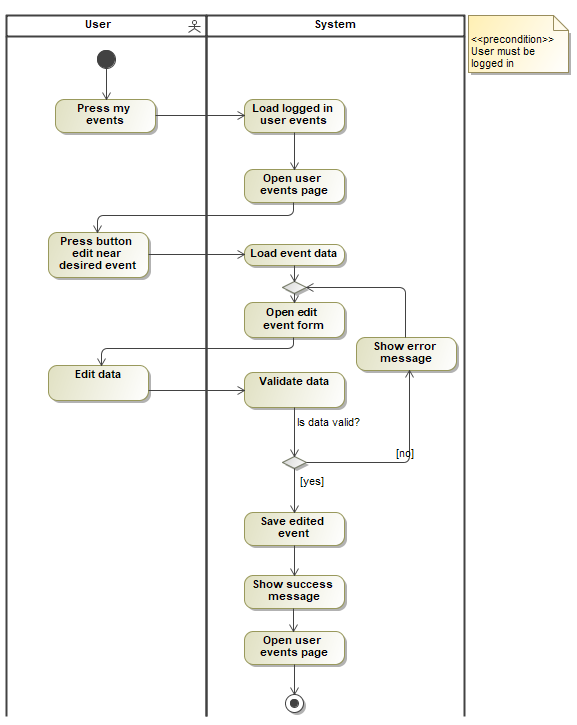 User
System
<<precondition>>
User must be
logged in
Press my
events
Load logged in
user events
Open user
events page
Press button
edit near
desired event
Load event data
Open edit
event form
Show error
message
Edit data
Validate data
Is data valid?
[no]
[yes]
Save edited
event
Show success
message
Open user
events page